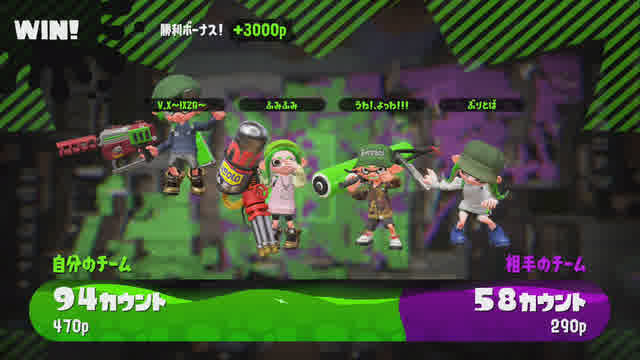 WIN!
勝利ボーナス! +3000p
ふみふみ
うわ!、よっわ!!!
ぷりとば
自分のチーム
相手のチーム
94カウント
58カウント
470p
290p